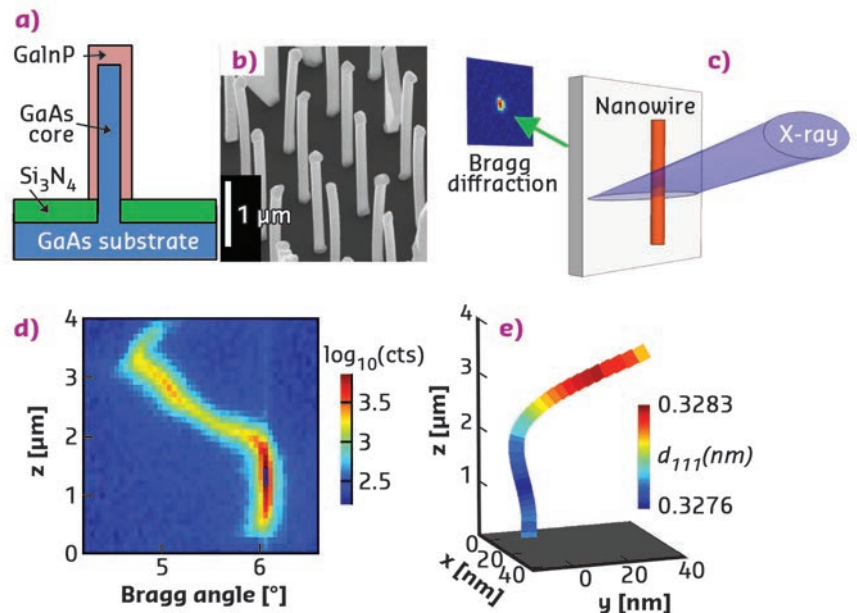 a)
GaInP
GaAs
core
Si₃N₄
GaAs substrate
b)
1 μm
c)
Nanowire
X-ray
Bragg
diffraction
d)
4
3
2
1
0
z [μm]
5
6
Bragg angle [°]
log₁₀(cts)
3.5
3
2.5
e)
4
3
2
1
z [μm]
0
20
40
x [nm]
0
20
40
y [nm]
0.3283
d₁₁₁(nm)
0.3276